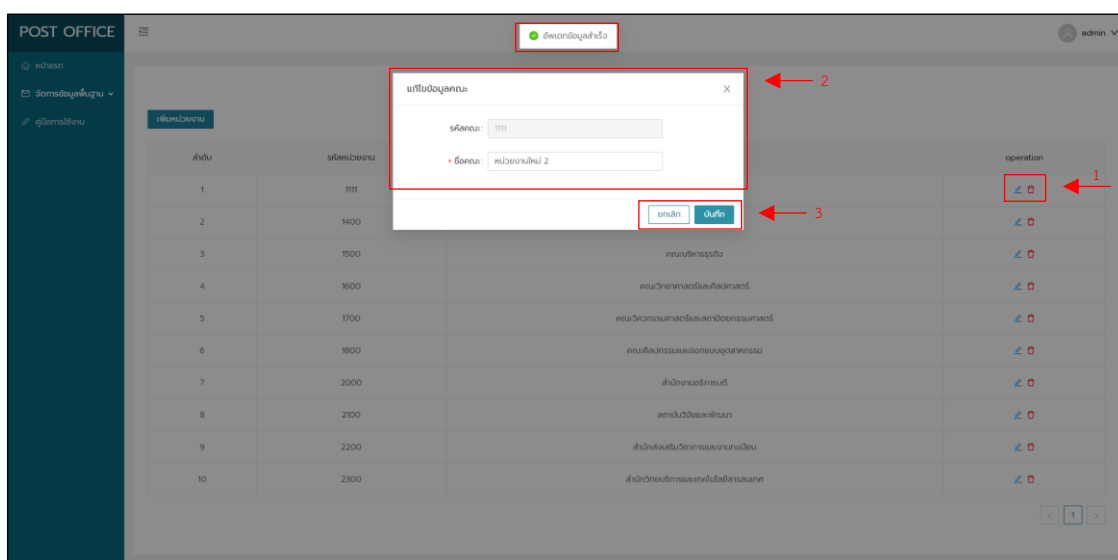 POST OFFICE
อัพเดทข้อมูลสำเร็จ
admin
หน้าแรก
จัดการข้อมูลพื้นฐาน
คู่มือการใช้งาน
เพิ่มหน่วยงาน
แก้ไขข้อมูลคณะ
2
รหัสคณะ : 1111
* ชื่อคณะ : หน่วยงานใหม่ 2
ยกเลิก บันทึก
3
ลำดับ รหัสหน่วยงาน operation
1 1111
1
2 1400
3 1500 คณะบริหารธุรกิจ
4 1600 คณะวิทยาศาสตร์และศิลปศาสตร์
5 1700 คณะวิศวกรรมศาสตร์และสถาปัตยกรรมศาสตร์
6 1800 คณะศิลปกรรมและออกแบบอุตสาหกรรม
7 2000 สำนักงานอธิการบดี
8 2100 สถาบันวิจัยและพัฒนา
9 2200 สำนักส่งเสริมวิชาการและงานทะเบียน
10 2300 สำนักวิทยบริการและเทคโนโลยีสารสนเทศ
< 1 >